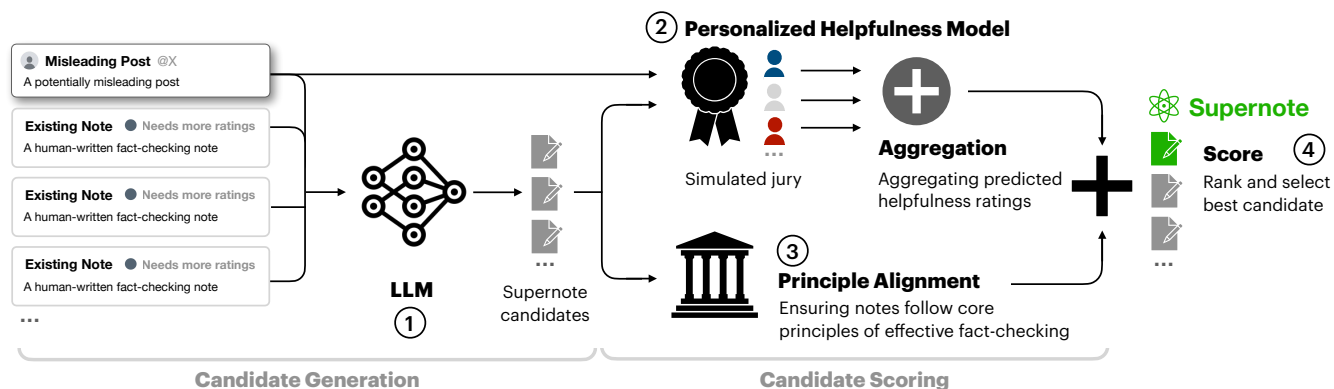 Misleading Post @X
A potentially misleading post
Existing Note Needs more ratings
A human-written fact-checking note
Existing Note Needs more ratings
A human-written fact-checking note
Existing Note Needs more ratings
A human-written fact-checking note
...
LLM
1
Supernote
candidates
...
Candidate Generation
2 Personalized Helpfulness Model
...
Simulated jury
Aggregation
Aggregating predicted
helpfulness ratings
3
Principle Alignment
Ensuring notes follow core
principles of effective fact-checking
Candidate Scoring
Supernote
Score 4
Rank and select
best candidate
...